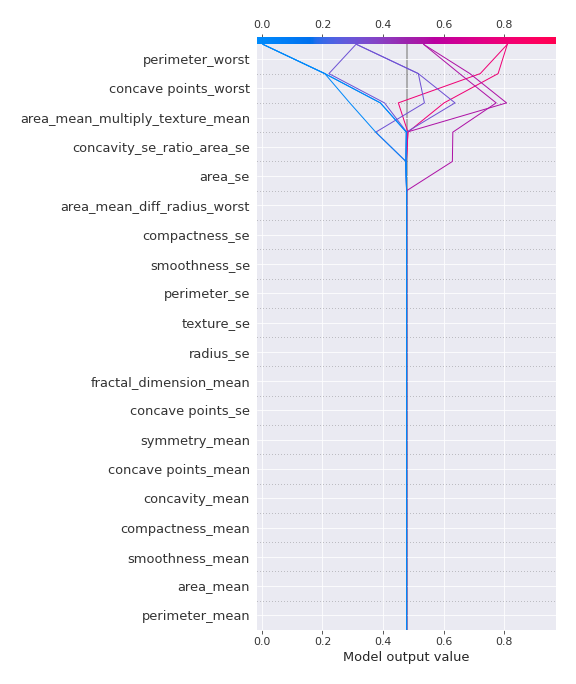 0.0 0.2 0.4 0.6 0.8
perimeter_worst
concave points_worst
area_mean_multiply_texture_mean
concavity_se_ratio_area_se
area_se
area_mean_diff_radius_worst
compactness_se
smoothness_se
perimeter_se
texture_se
radius_se
fractal_dimension_mean
concave points_se
symmetry_mean
concave points_mean
concavity_mean
compactness_mean
smoothness_mean
area_mean
perimeter_mean
0.0 0.2 0.4 0.6 0.8
Model output value